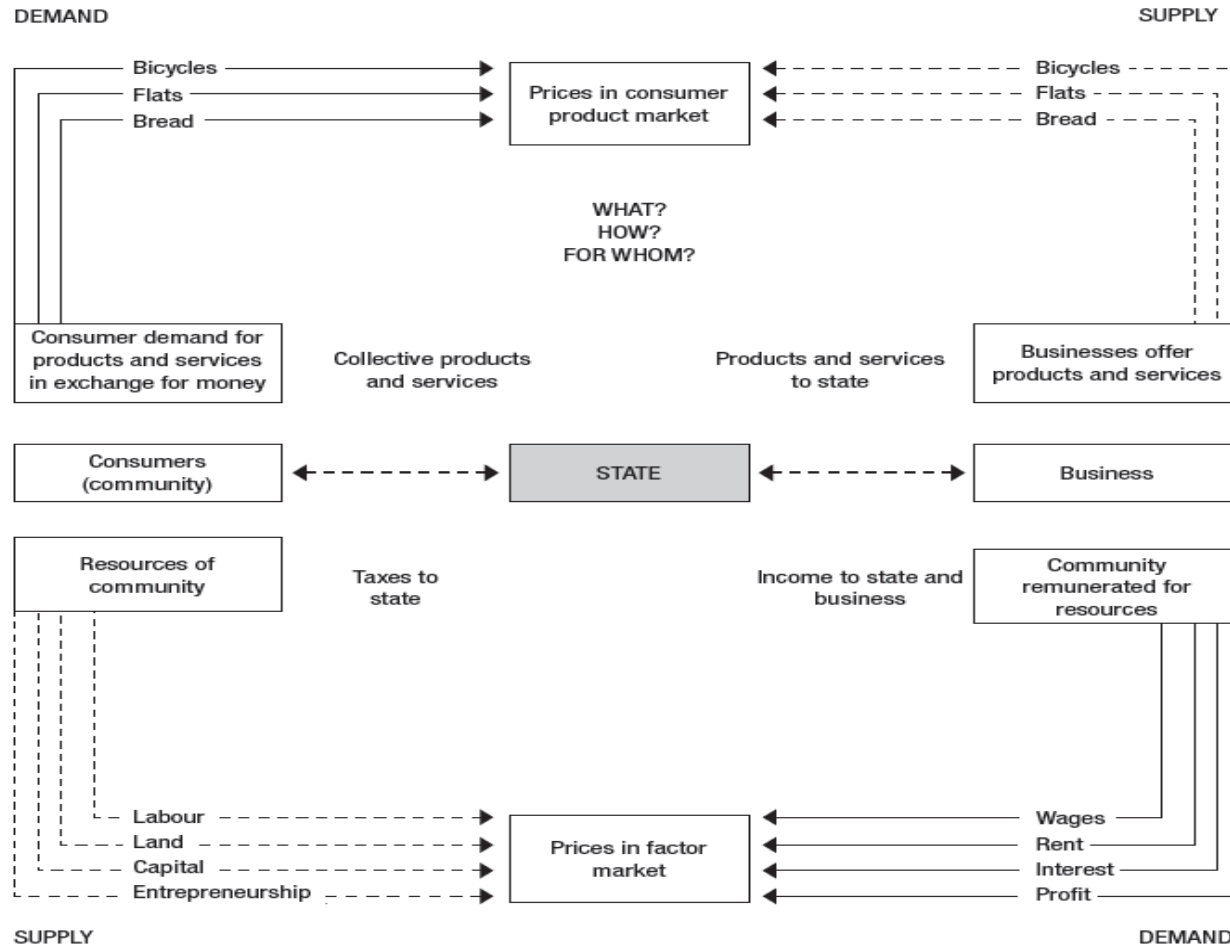 DEMAND
SUPPLY
Bicycles
Flats
Bread
Prices in consumer
product market
Bicycles
Flats
Bread
WHAT?
HOW?
FOR WHOM?
Consumer demand for
products and services
in exchange for money
Collective products
and services
Products and services
to state
Businesses offer
products and services
Consumers
(community)
STATE
Business
Resources of
community
Taxes to
state
Income to state and
business
Community
remunerated for
resources
Labour
Land
Capital
Entrepreneurship
Prices in factor
market
Wages
Rent
Interest
Profit
SUPPLY
DEMAND